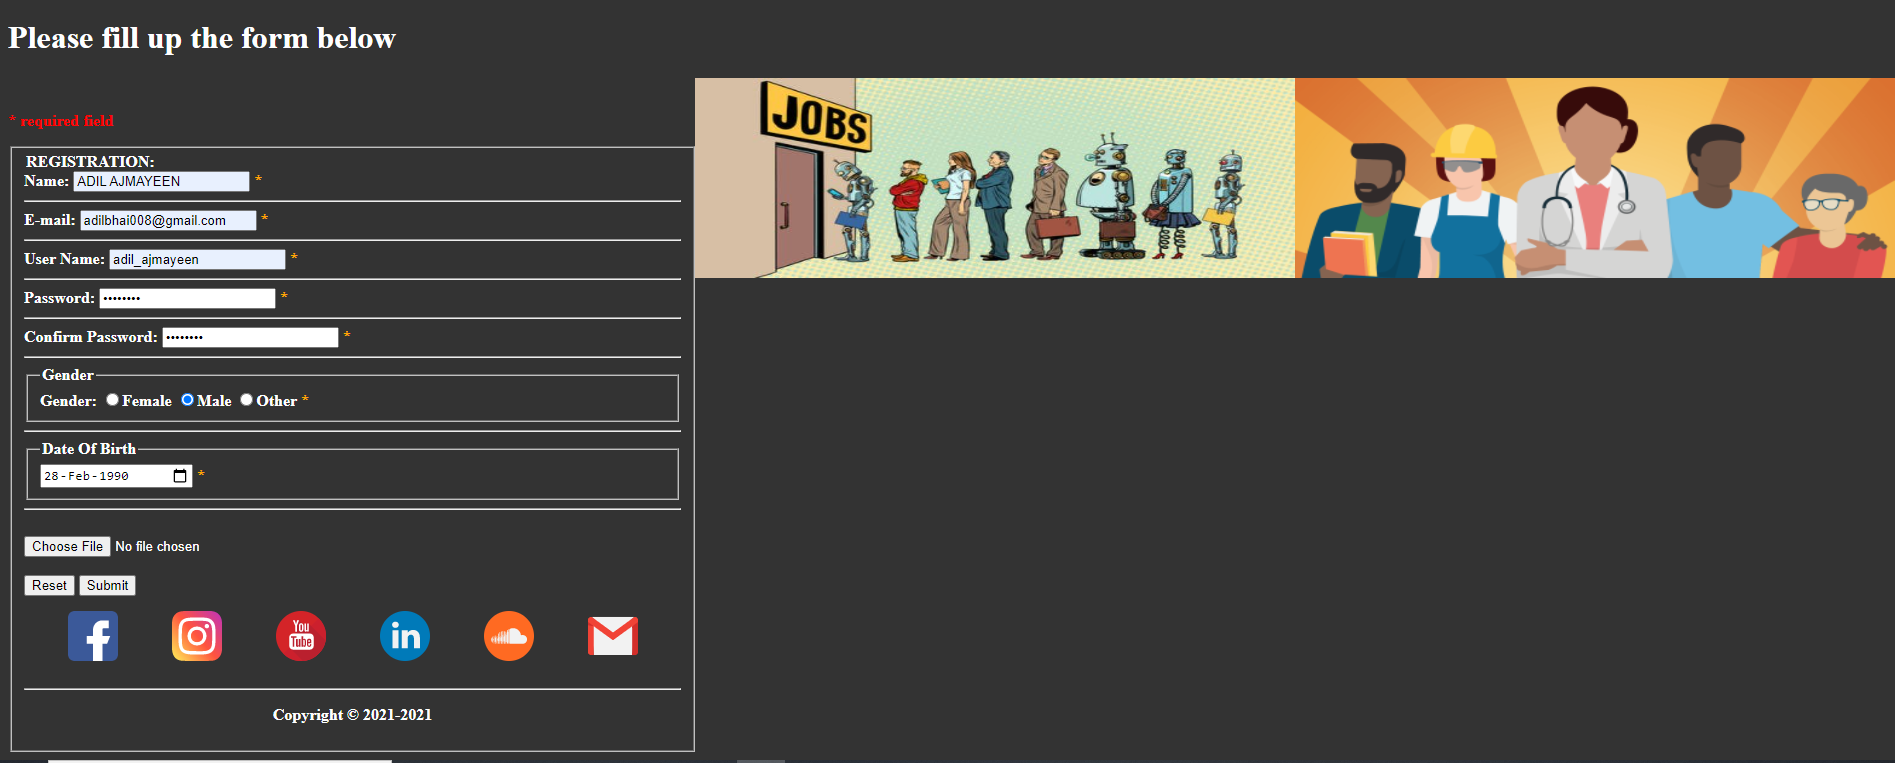 Please fill up the form below
* required field
REGISTRATION:
Name: ADIL AJMAYEEN *
E-mail: adilbhai008@gmail.com *
User Name: adil_ajmayeen *
Password: •••••••• *
Confirm Password: •••••••• *
Gender
Gender: Female Male Other *
Date Of Birth
28-Feb-1990 *
Choose File No file chosen
Reset Submit
You
Tube
in
Copyright © 2021-2021
JOBS